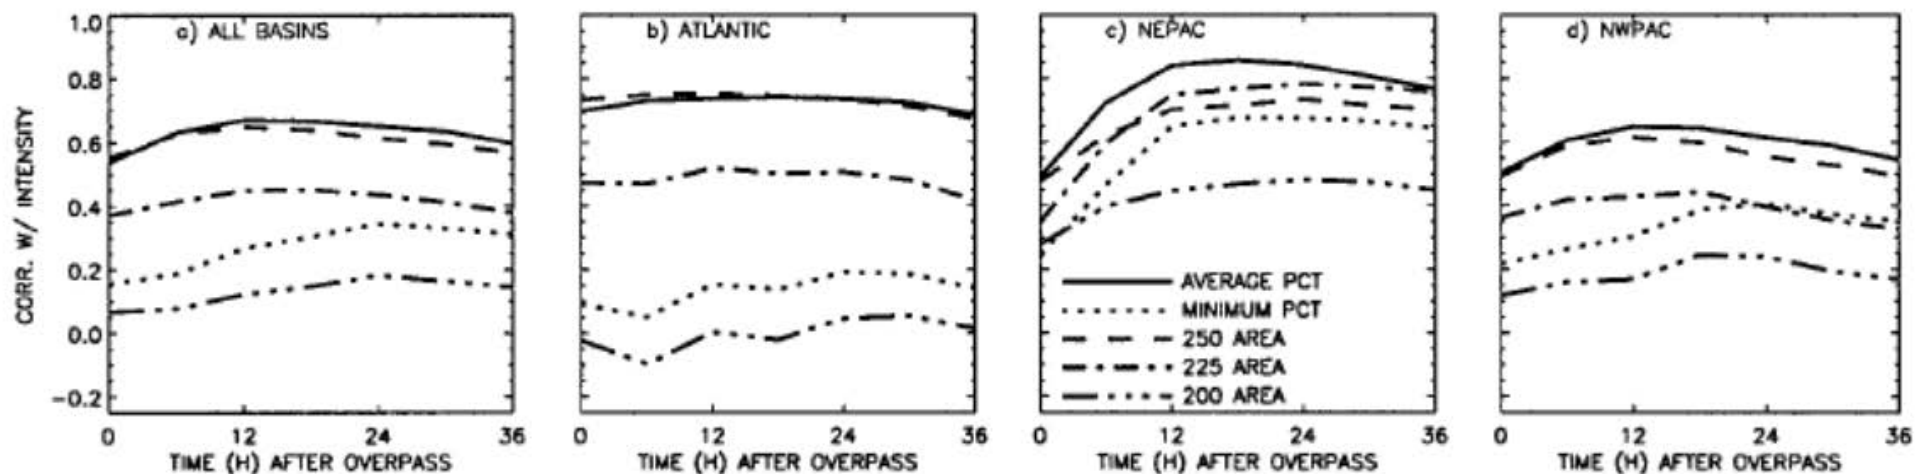 a) ALL BASINS
b) ATLANTIC
c) NEPAC
d) NWPAC
1.0
0.8
0.6
0.4
0.2
0.0
-0.2
CORR. W/ INTENSITY
AVERAGE PCT
MINIMUM PCT
250 AREA
225 AREA
200 AREA
0 12 24 36
0 12 24 36
0 12 24 36
0 12 24 36
TIME (H) AFTER OVERPASS
TIME (H) AFTER OVERPASS
TIME (H) AFTER OVERPASS
TIME (H) AFTER OVERPASS